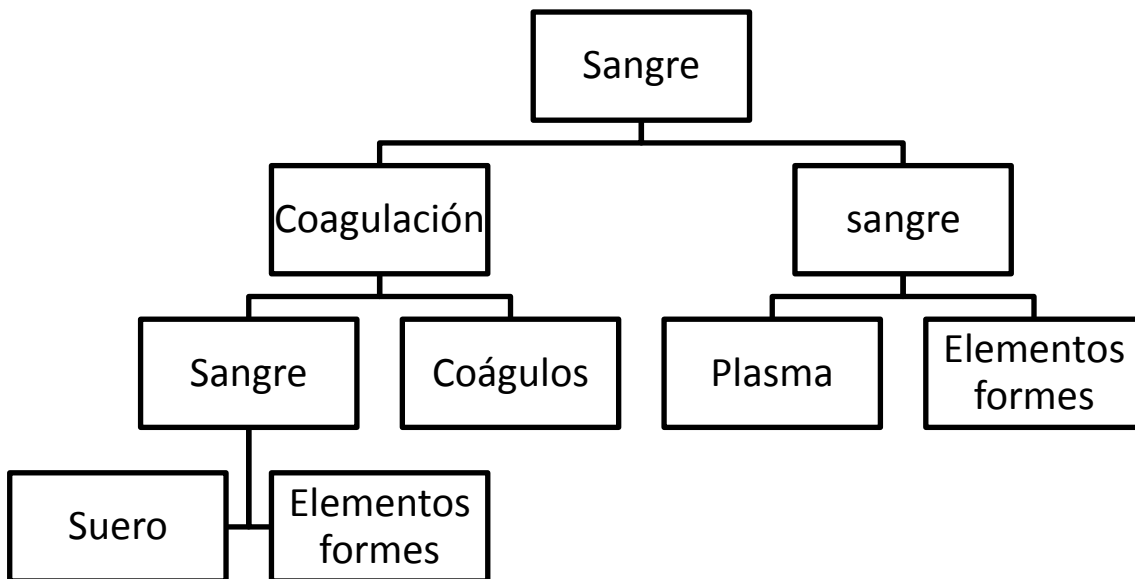 Sangre
Coagulación
sangre
Sangre
Coágulos
Plasma
Elementos
formes
Suero
Elementos
formes